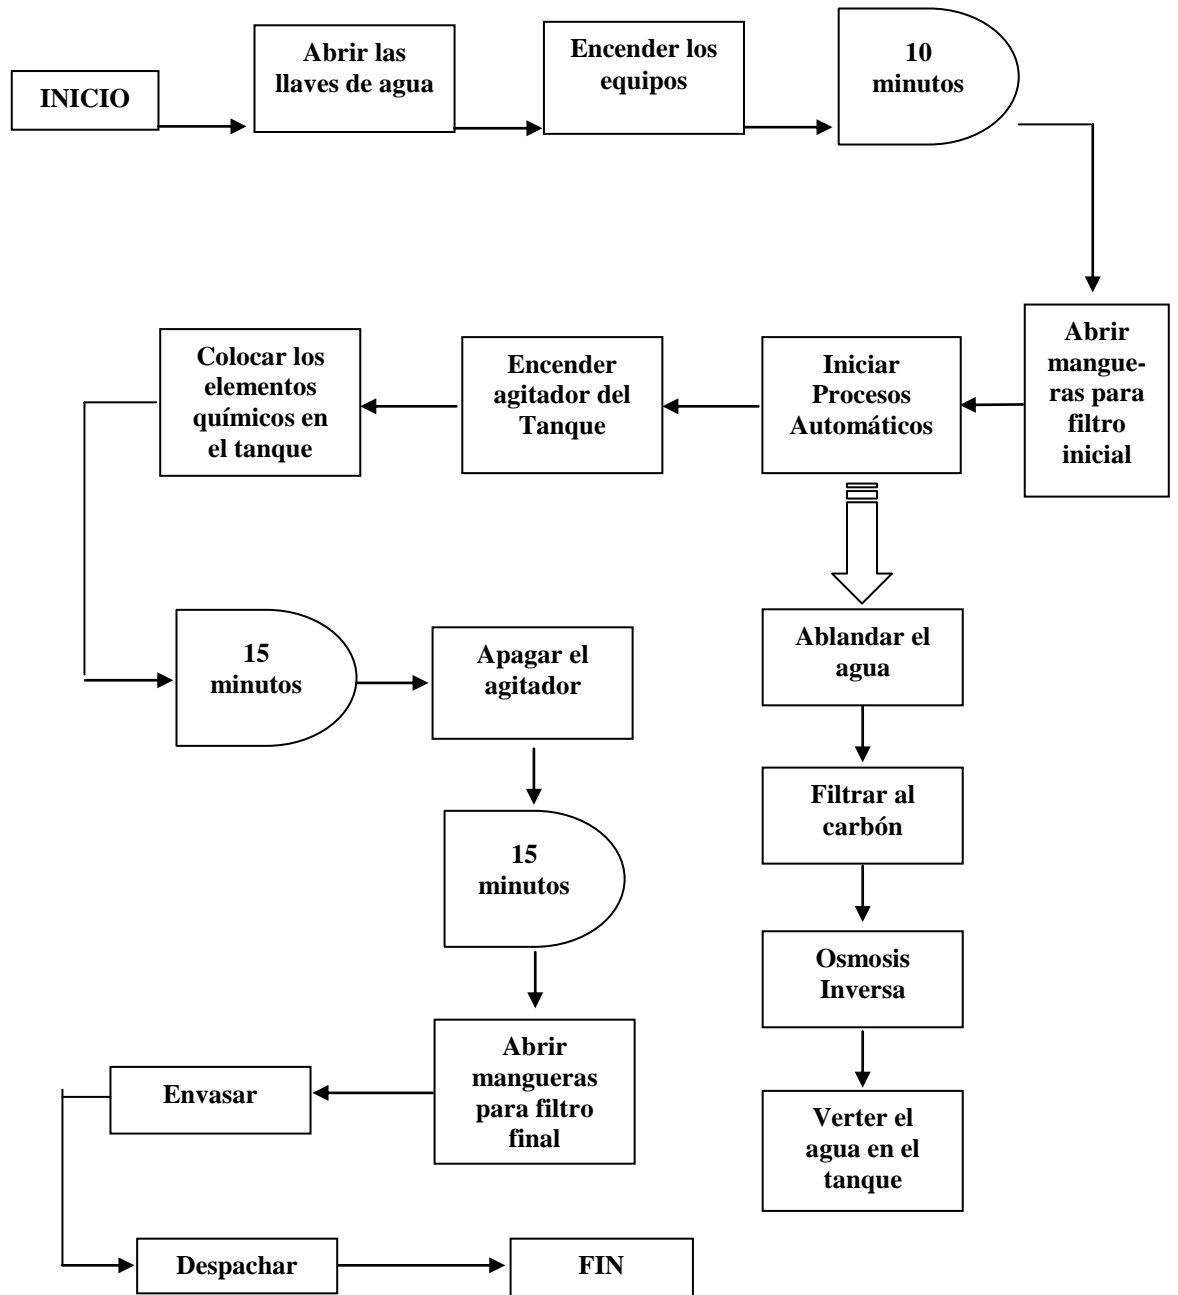 INICIO
Abrir las
llaves de agua
Encender los
equipos
10
minutos
Abrir
mangue-
ras para
filtro
inicial
Iniciar
Procesos
Automáticos
Encender
agitador del
Tanque
Colocar los
elementos
químicos en
el tanque
15
minutos
Apagar el
agitador
15
minutos
Abrir
mangueras
para filtro
final
Envasar
Despachar
FIN
Ablandar el
agua
Filtrar al
carbón
Osmosis
Inversa
Verter el
agua en el
tanque